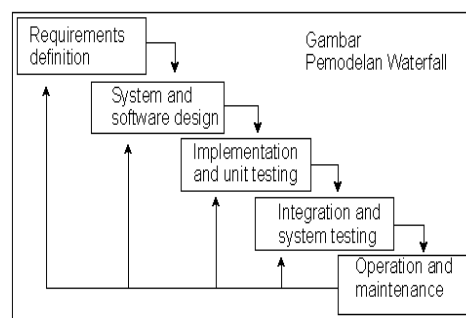 Requirements
definition
Gambar
Pemodelan Waterfall
System and
software design
Implementation
and unit testing
Integration and
system testing
Operation and
maintenance